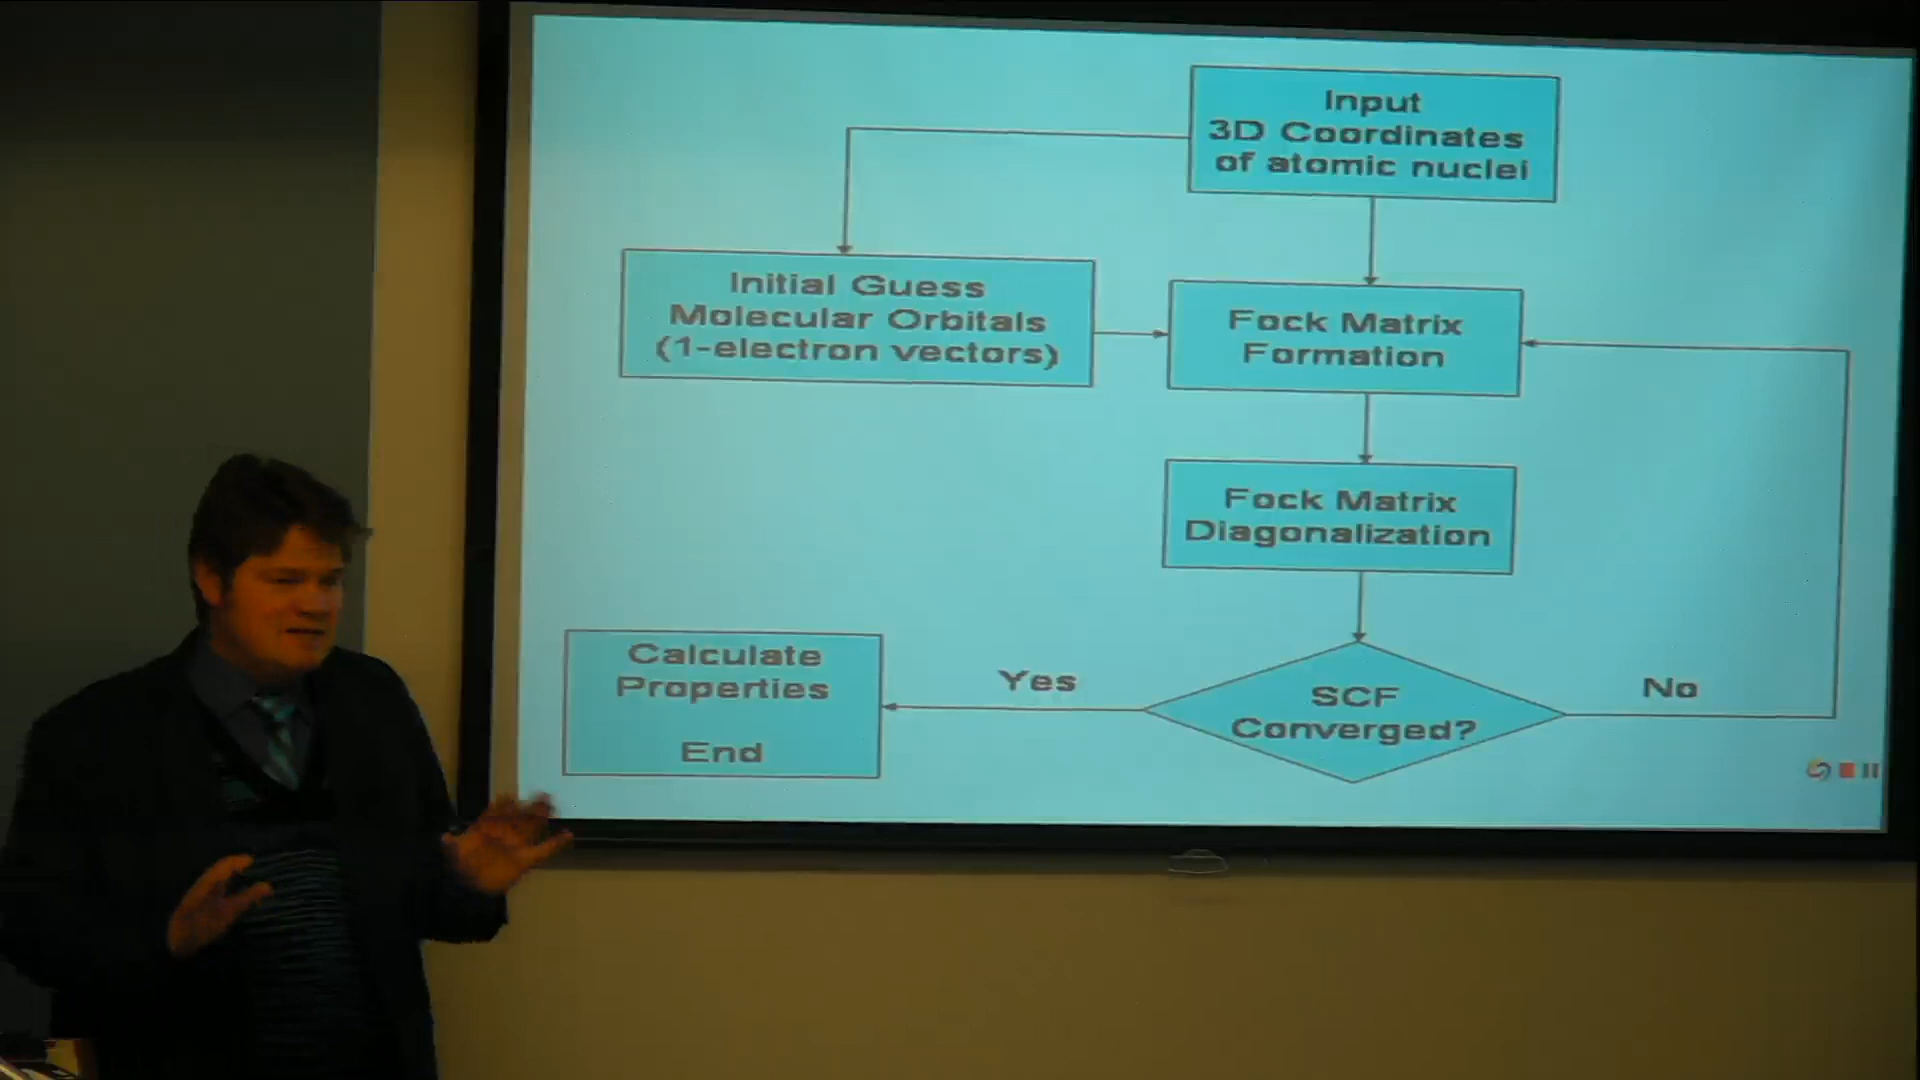 Input
3D Coordinates
of atomic nuclei
Initial Guess
Molecular Orbitals
(1-electron vectors)
Fock Matrix
Formation
Fock Matrix
Diagonalization
SCF
Converged?
Yes
No
Calculate
Properties
End